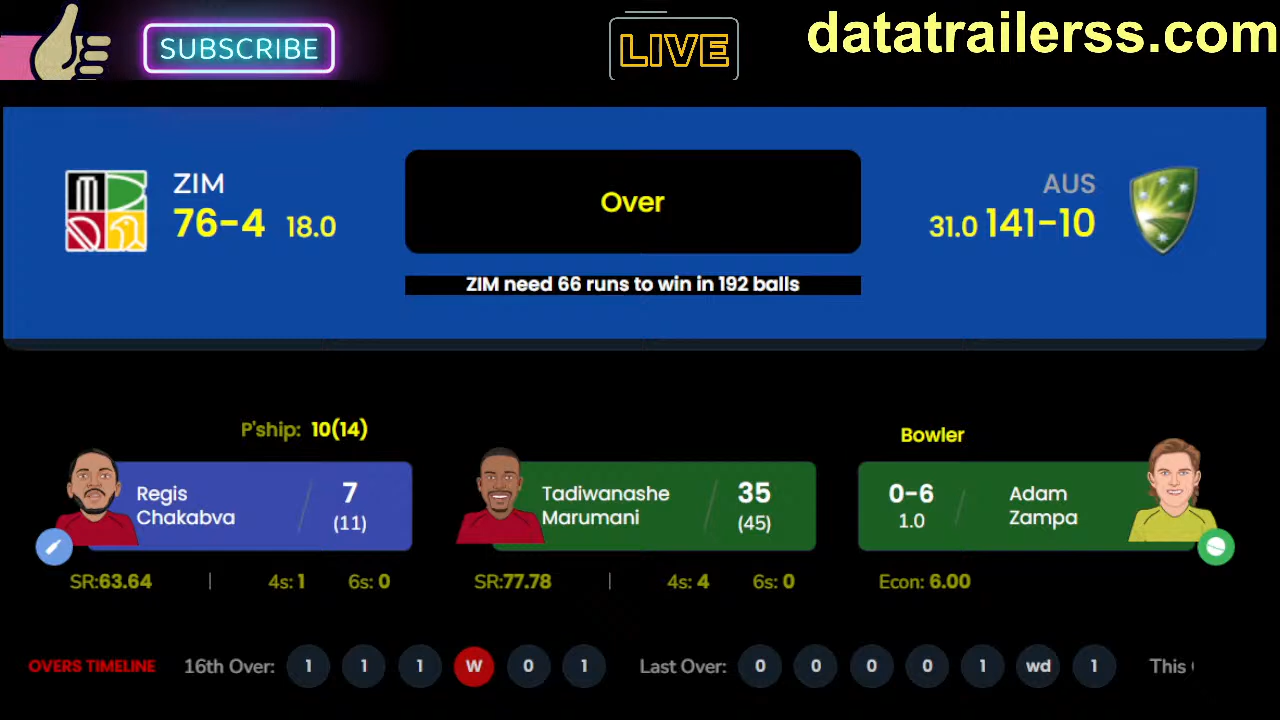 SUBSCRIBE
LIVE
datatrailerss.com
ZIM
76-4 18.0
Over
AUS
31.0 141-10
ZIM need 66 runs to win in 192 balls
P'ship: 10(14)
Regis
Chakabva
7
(11)
SR:63.64 | 4s: 1 6s: 0
Tadiwanashe
Marumani
35
(45)
SR:77.78 | 4s: 4 6s: 0
Bowler
0-6
1.0
Adam
Zampa
Econ: 6.00
OVERS TIMELINE 16th Over: 1 1 1 W 0 1 Last Over: 0 0 0 0 1 wd 1 This